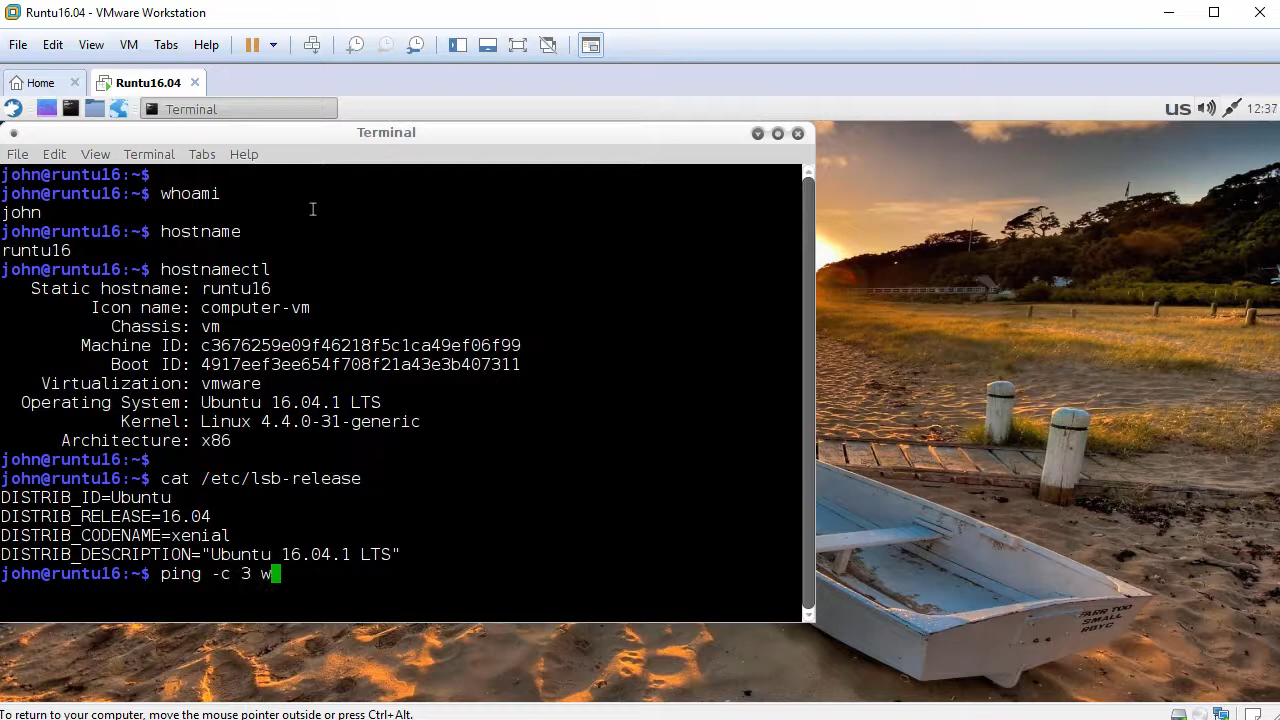 Runtu16.04 - VMware Workstation
File Edit View VM Tabs Help
Home Runtu16.04
Terminal us 12:37
Terminal
File Edit View Terminal Tabs Help
john@runtu16:~$
john@runtu16:~$ whoami
john
john@runtu16:~$ hostname
runtu16
john@runtu16:~$ hostnamectl
Static hostname: runtu16
Icon name: computer-vm
Chassis: vm
Machine ID: c3676259e09f46218f5c1ca49ef06f99
Boot ID: 4917eef3ee654f708f21a43e3b407311
Virtualization: vmware
Operating System: Ubuntu 16.04.1 LTS
Kernel: Linux 4.4.0-31-generic
Architecture: x86
john@runtu16:~$
john@runtu16:~$ cat /etc/lsb-release
DISTRIB_ID=Ubuntu
DISTRIB_RELEASE=16.04
DISTRIB_CODENAME=xenial
DISTRIB_DESCRIPTION="Ubuntu 16.04.1 LTS"
john@runtu16:~$ ping -c 3 w
TOO
SMALL
RBYC
To return to your computer, move the mouse pointer outside or press Ctrl+Alt.